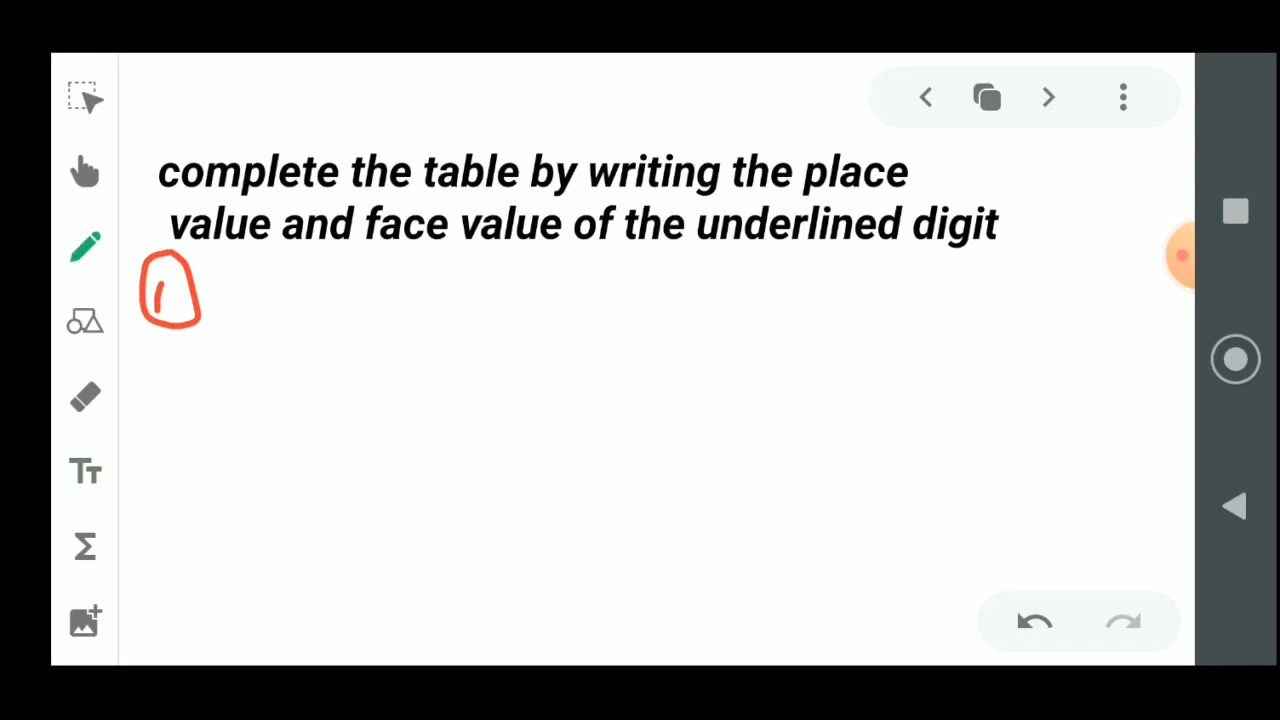 complete the table by writing the place
value and face value of the underlined digit
1